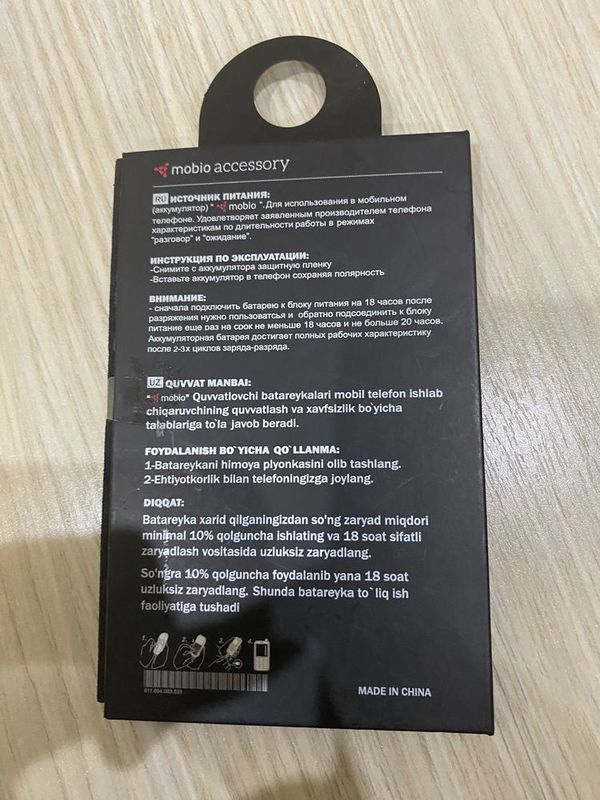 mobio accessory
RU ИСТОЧНИК ПИТАНИЯ:
(аккумулятор) " mobio ".Для использования в мобильном
телефоне. Удовлетворяет заявленным производителем телефона
характеристикам по длительности работы в режимах
"разговор" и "ожидание".
ИНСТРУКЦИЯ ПО ЭКСПЛУАТАЦИИ:
-Снимите с аккумулятора защитную пленку
-Вставьте аккумулятор в телефон сохраняя полярность
ВНИМАНИЕ:
- сначала подключить батарею к блоку питания на 18 часов после
разряжения нужно пользоваться и обратно подсоединить к блоку
питание еще раз на срок не меньше 18 часов и не больше 20 часов.
Аккумуляторная батарея достигает полных рабочих характеристику
после 2-3х циклов заряда-разряда.
UZ QUVVAT MANBAI:
" mobio" Quvvatlovchi batareykalari mobil telefon ishlab
chiqaruvchining quvvatlash va xavfsizlik bo`yicha
talablariga to`la javob beradi.
FOYDALANISH BO`YICHA QO`LLANMA:
1-Batareykani himoya plyonkasini olib tashlang.
2-Ehtiyotkorlik bilan telefoningizga joylang.
DIQQAT:
Batareyka xarid qilganingizdan so'ng zaryad miqdori
minimal 10% qolguncha ishlating va 18 soat sifatli
zaryadlash vositasida uzluksiz zaryadlang.
So'ngra 10% qolguncha foydalanib yana 18 soat
uzluksiz zaryadlang. Shunda batareyka to`liq ish
faoliyatiga tushadi
1. 2. 3. 4.
MADE IN CHINA